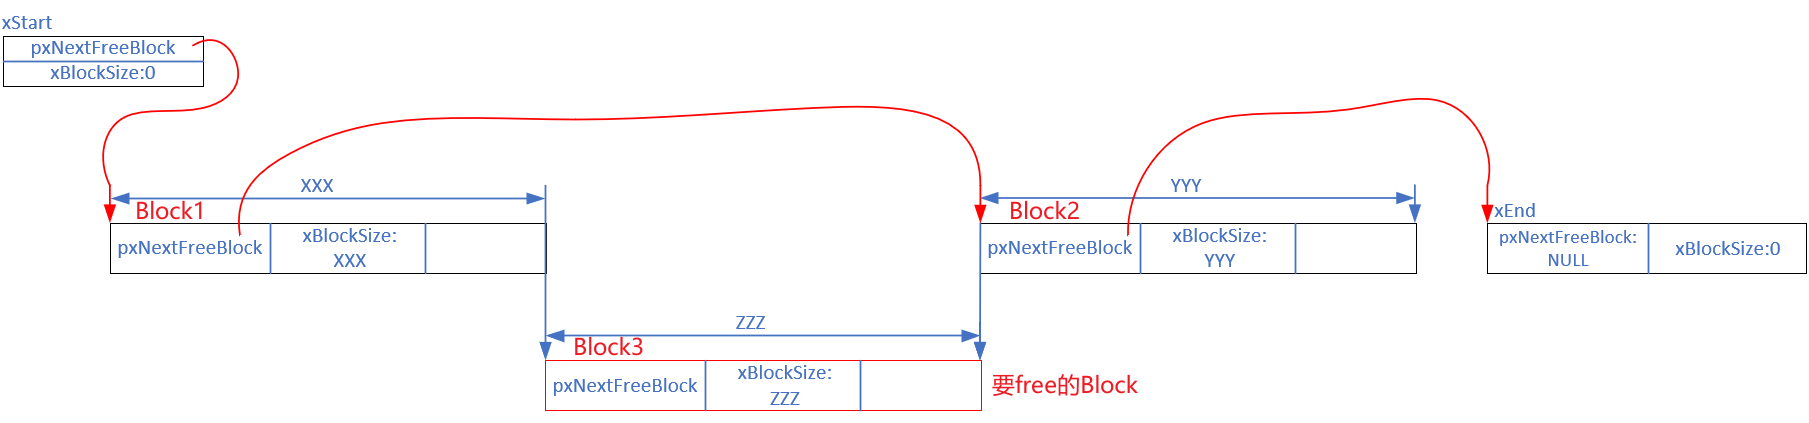 xStart
pxNextFreeBlock
xBlockSize:0
XXX
YYY
Block1
Block2
xEnd
pxNextFreeBlock
xBlockSize:
XXX
pxNextFreeBlock
xBlockSize:
YYY
pxNextFreeBlock:
NULL
xBlockSize:0
ZZZ
Block3
pxNextFreeBlock
xBlockSize:
ZZZ
要free的Block